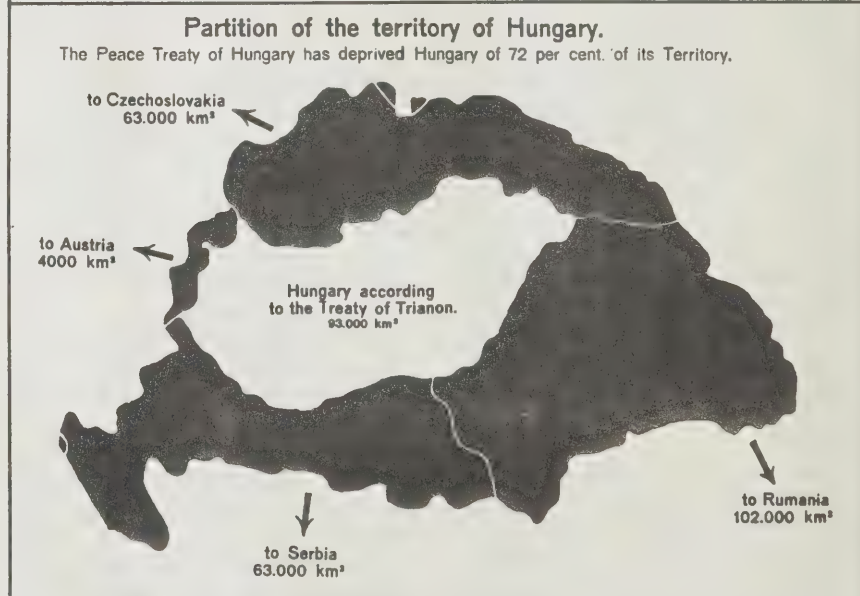 Partition of the territory of Hungary.
The Peace Treaty of Hungary has deprived Hungary of 72 per cent. of its Territory.
to Czechoslovakia
63.000 km²
to Austria
4000 km²
Hungary according
to the Treaty of Trianon.
93.000 km²
to Rumania
102.000 km²
to Serbia
63.000 km²